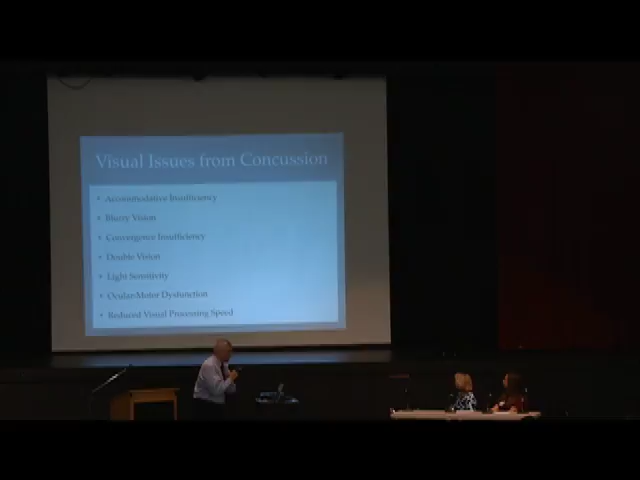 Visual Issues from Concussion
• Accommodative Insufficiency
• Blurry Vision
• Convergence Insufficiency
• Double Vision
• Light Sensitivity
• Ocular/Motor Dysfunction
• Reduced Visual Processing Speed